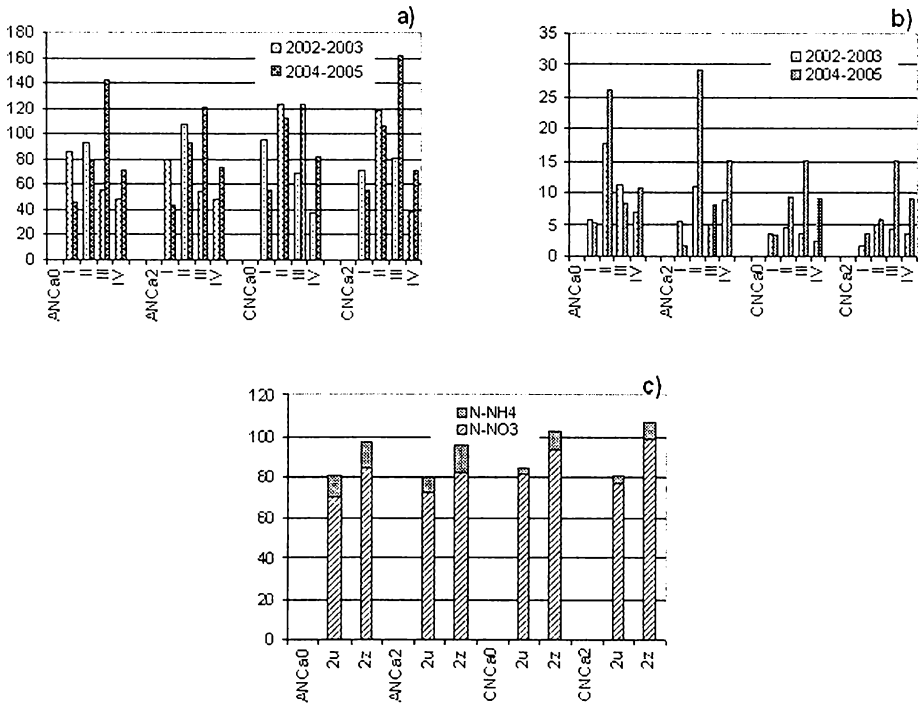 a)
180
160
140
120
100
80
60
40
20
0
2002-2003
2004-2005
ANCa0
I
II
III
IV
ANCa2
I
II
III
IV
CNCa0
I
II
III
IV
CNCa2
I
II
III
IV
b)
35
30
25
20
15
10
5
0
2002-2003
2004-2005
ANCa0
I
II
III
IV
ANCa2
I
II
III
IV
CNCa0
I
II
III
IV
CNCa2
I
II
III
IV
c)
120
100
80
60
40
20
0
N-NH4
N-NO3
ANCa0
2u
2z
ANCa2
2u
2z
CNCa0
2u
2z
CNCa2
2u
2z